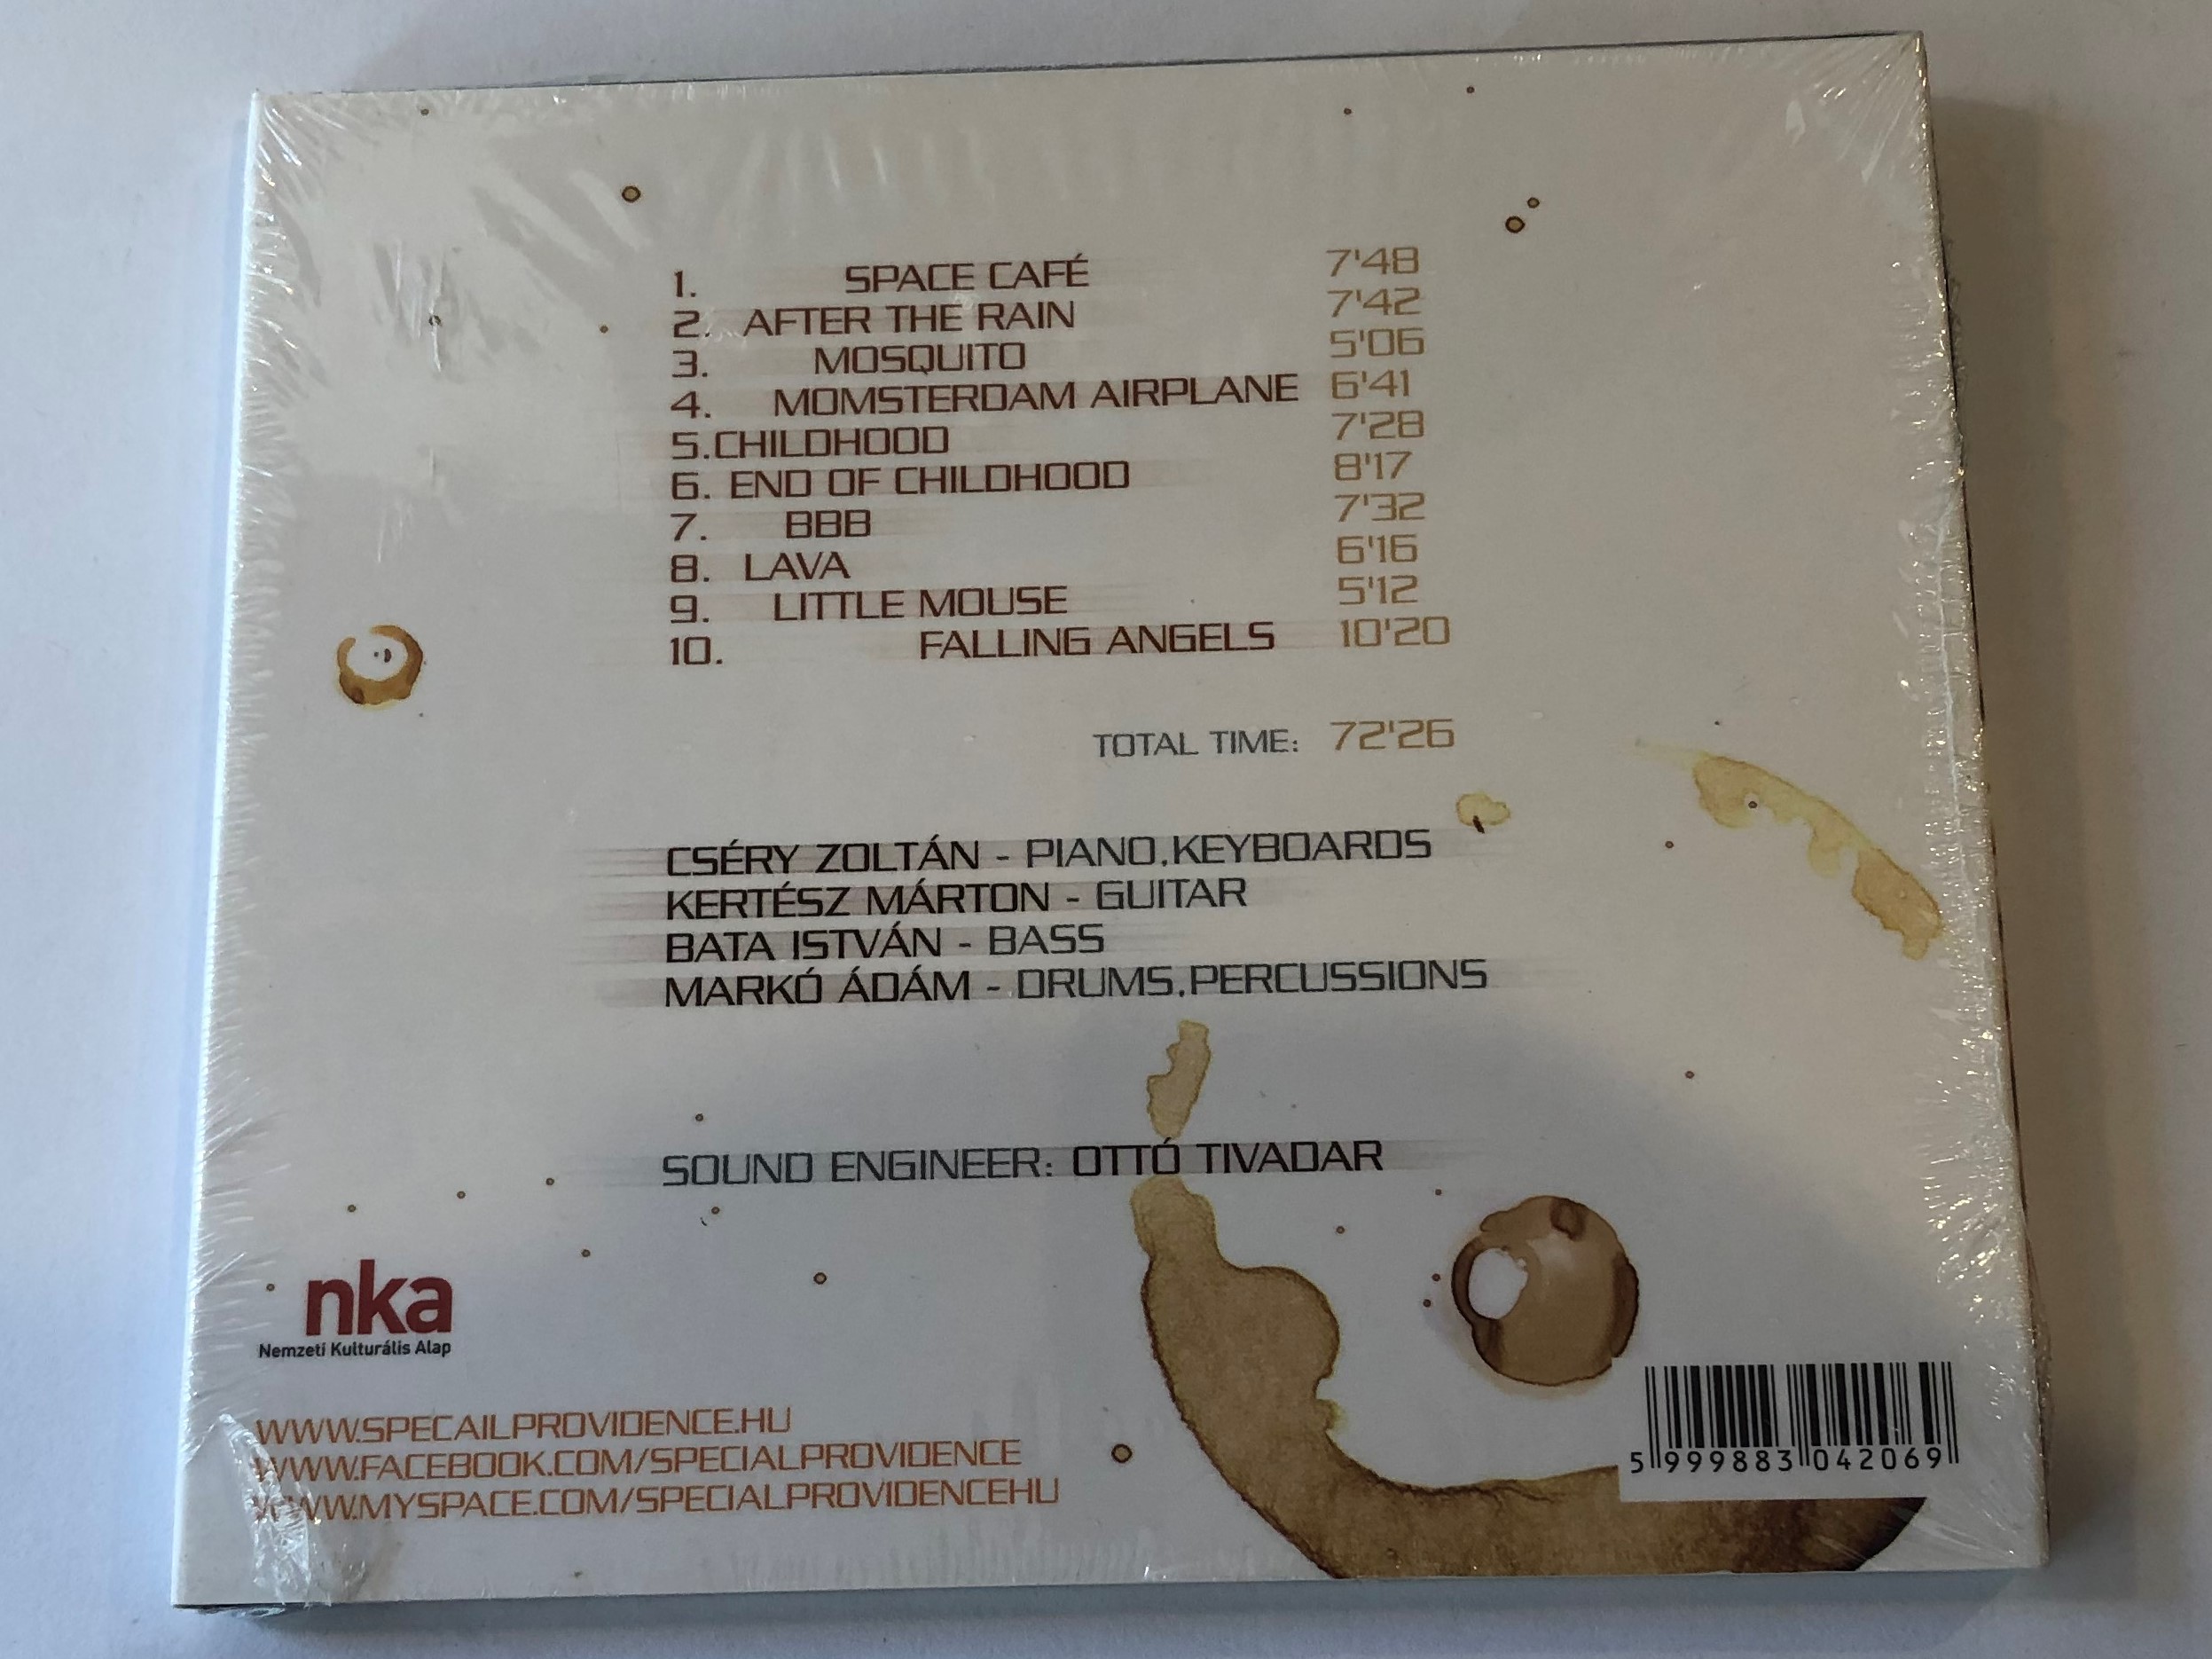 1. SPACE CAFÉ 7'48
2. AFTER THE RAIN 7'42
3. MOSQUITO 5'06
4. MOMSTERDAM AIRPLANE 6'41
5.CHILDHOOD 7'28
6. END OF CHILDHOOD 8'17
7. BBB 7'32
8. LAVA 6'16
9. LITTLE MOUSE 5'12
10. FALLING ANGELS 10'20
TOTAL TIME: 72'26
CSÉRY ZOLTÁN - PIANO,KEYBOARDS
KERTÉSZ MÁRTON - GUITAR
BATA ISTVÁN - BASS
MARKÓ ÁDÁM - DRUMS,PERCUSSIONS
SOUND ENGINEER: OTTÓ TIVADAR
nka
Nemzeti Kulturális Alap
WWW.SPECAILPROVIDENCE.HU
WWW.FACEBOOK.COM/SPECIALPROVIDENCE
WWW.MYSPACE.COM/SPECIALPROVIDENCEHU
5 999883 042069